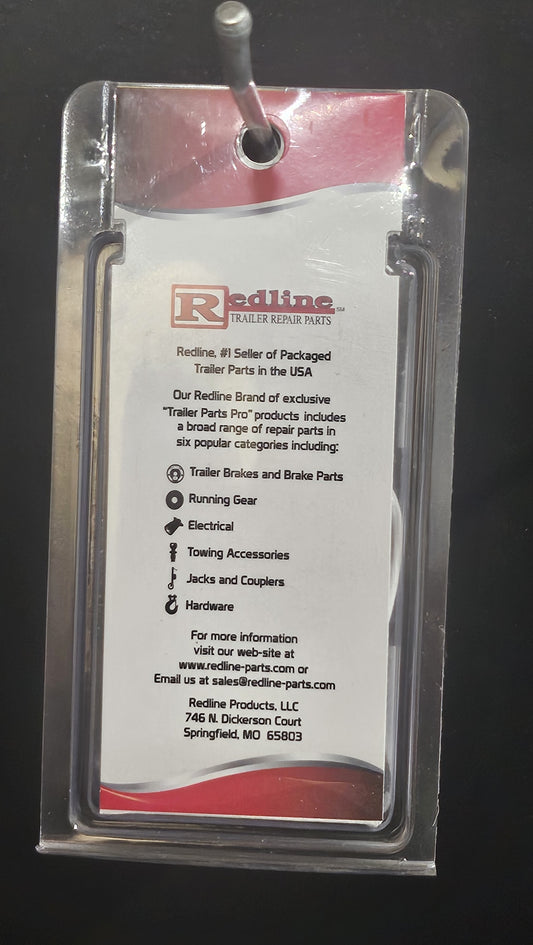 Redline SM
TRAILER REPAIR PARTS
Redline, #1 Seller of Packaged
Trailer Parts in the USA
Our Redline Brand of exclusive
"Trailer Parts Pro" products includes
a broad range of repair parts in
six popular categories including:
Trailer Brakes and Brake Parts
Running Gear
Electrical
Towing Accessories
Jacks and Couplers
Hardware
For more information
visit our web-site at
www.redline-parts.com or
Email us at sales@redline-parts.com
Redline Products, LLC
746 N. Dickerson Court
Springfield, MO 65803